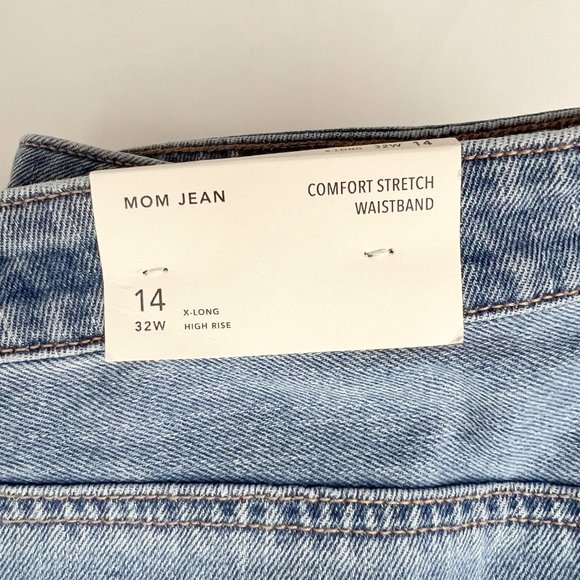 X-LONG 32W 14
MOM JEAN
COMFORT STRETCH
WAISTBAND
14
32W
X-LONG
HIGH RISE